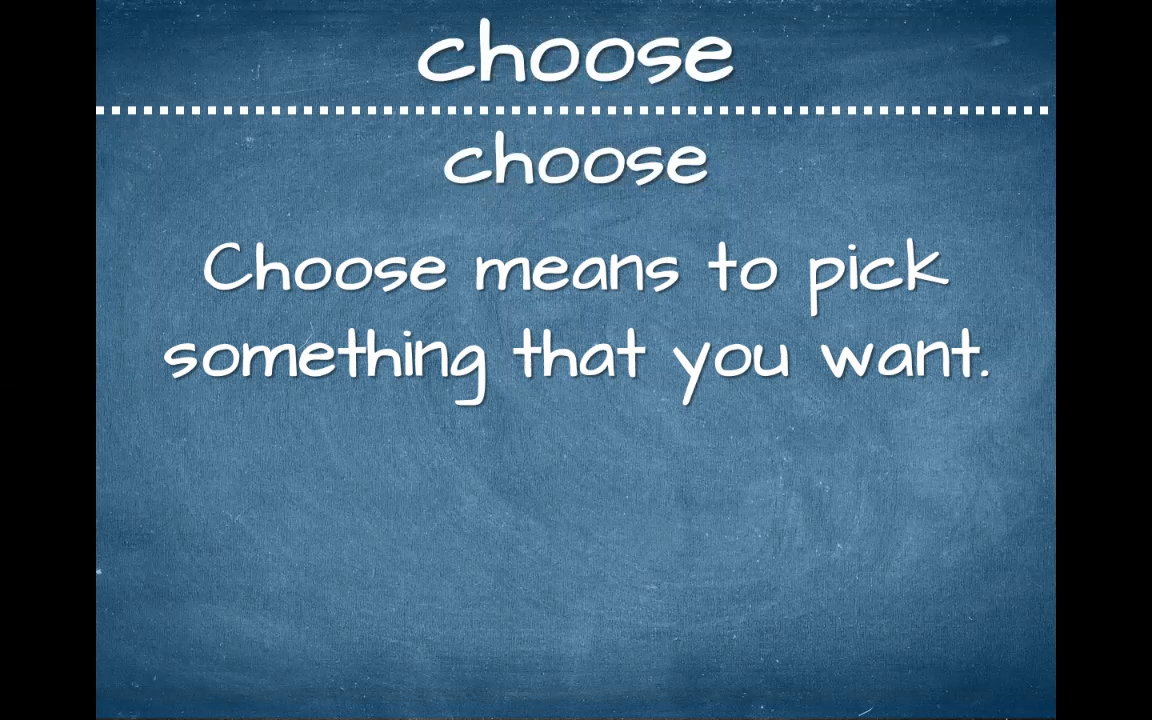 choose
choose
Choose means to pick
something that you want.